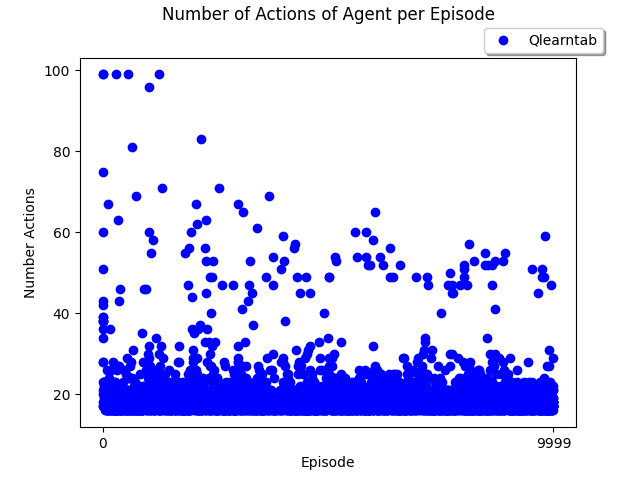 Number of Actions of Agent per Episode
Qlearntab
100
80
60
40
20
Number Actions
0
9999
Episode